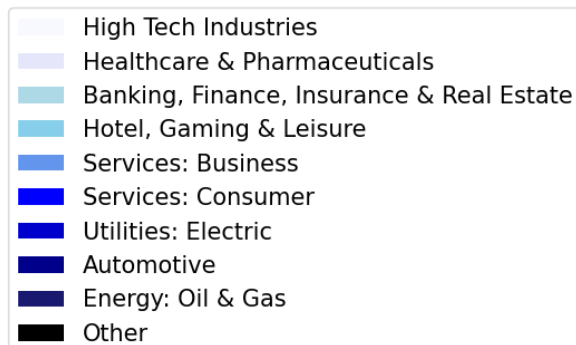 High Tech Industries
Healthcare & Pharmaceuticals
Banking, Finance, Insurance & Real Estate
Hotel, Gaming & Leisure
Services: Business
Services: Consumer
Utilities: Electric
Automotive
Energy: Oil & Gas
Other